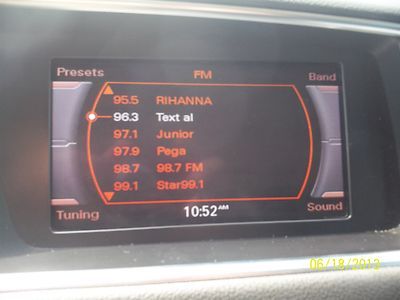 Presets FM Band
95.5 RIHANNA
96.3 Text al
97.1 Junior
97.9 Pega
98.7 98.7 FM
99.1 Star99.1
Tuning 10:52 AM Sound
06/18/2013